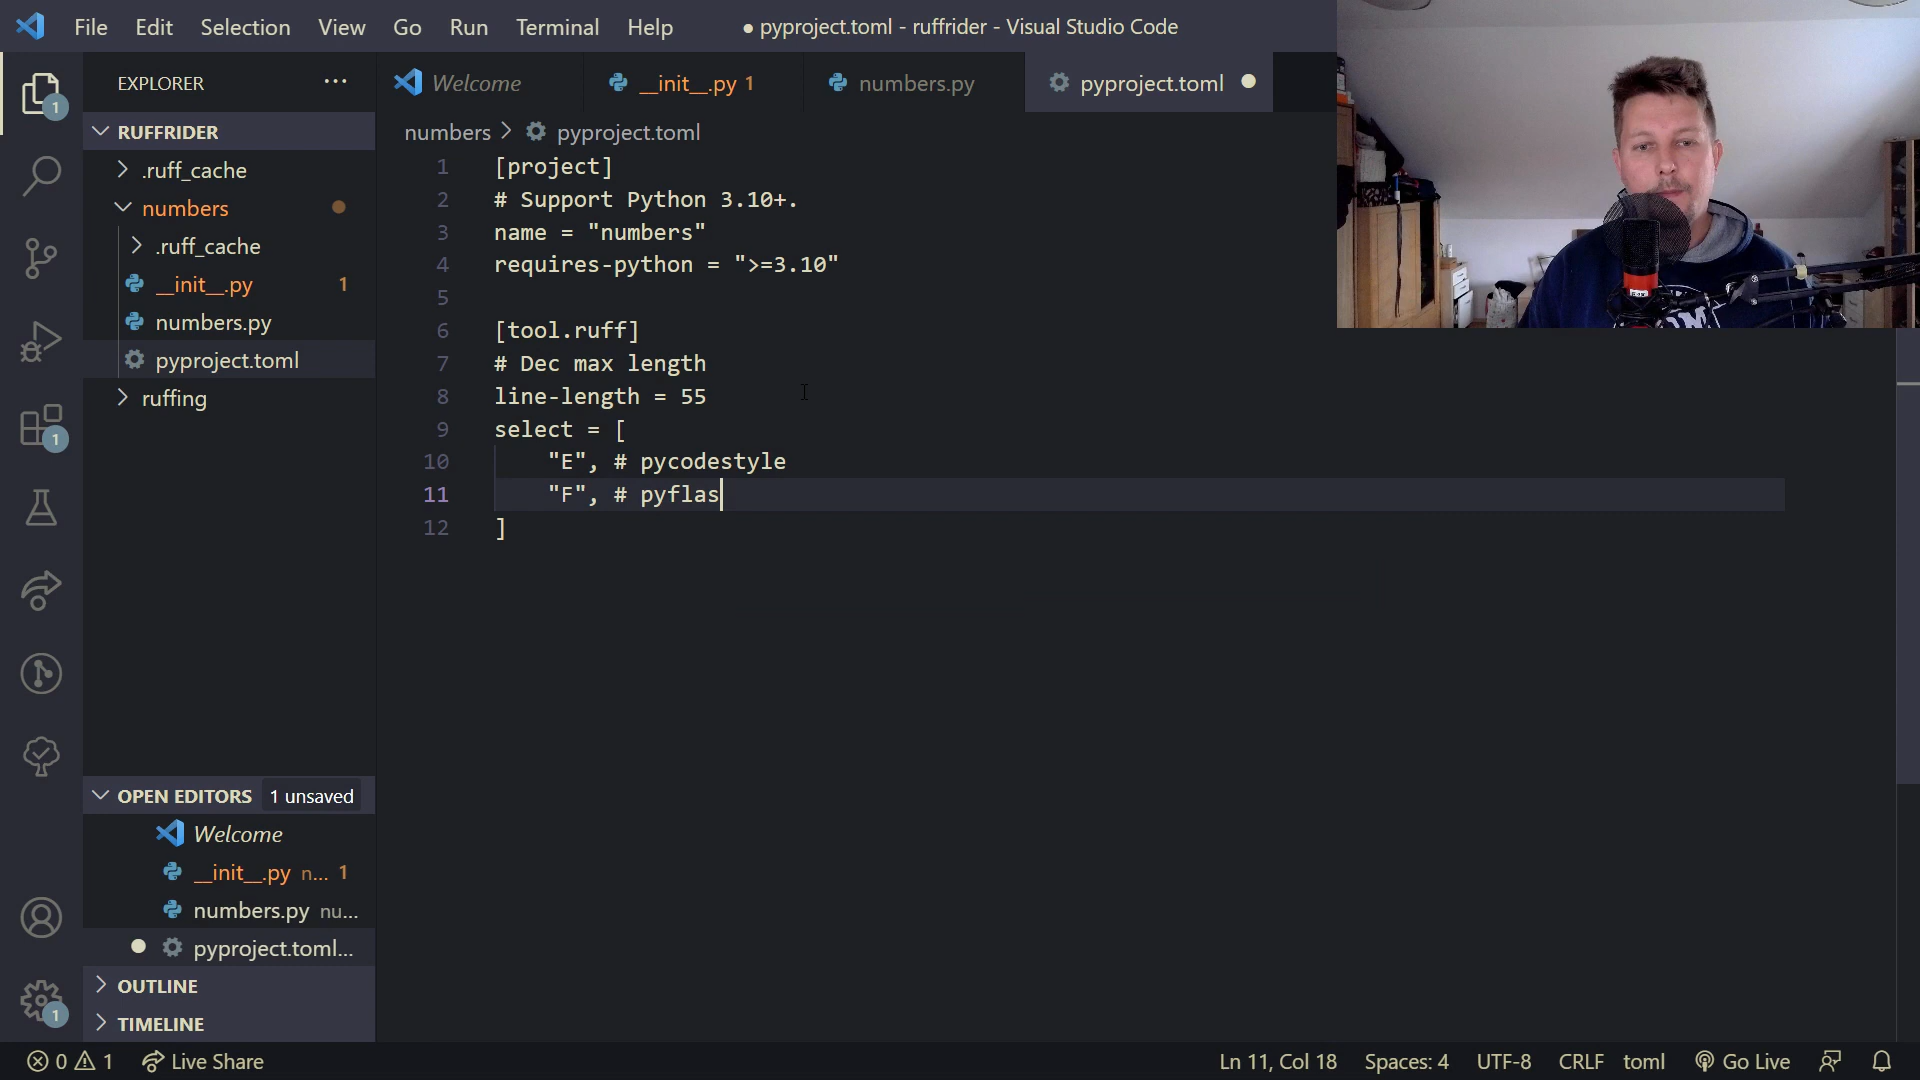 File Edit Selection View Go Run Terminal Help
● pyproject.toml - ruffrider - Visual Studio Code
EXPLORER ...
Welcome
__init__.py 1
numbers.py
pyproject.toml
RUFFRIDER
.ruff_cache
numbers
.ruff_cache
__init__.py 1
numbers.py
pyproject.toml
ruffing
numbers > pyproject.toml
1 [project]
2 # Support Python 3.10+.
3 name = "numbers"
4 requires-python = ">=3.10"
5
6 [tool.ruff]
7 # Dec max length
8 line-length = 55
9 select = [
10 "E", # pycodestyle
11 "F", # pyflas
12 ]
1
1
1
OPEN EDITORS 1 unsaved
Welcome
__init__.py n... 1
numbers.py nu...
pyproject.toml...
OUTLINE
TIMELINE
0 1 Live Share
Ln 11, Col 18 Spaces: 4 UTF-8 CRLF toml Go Live